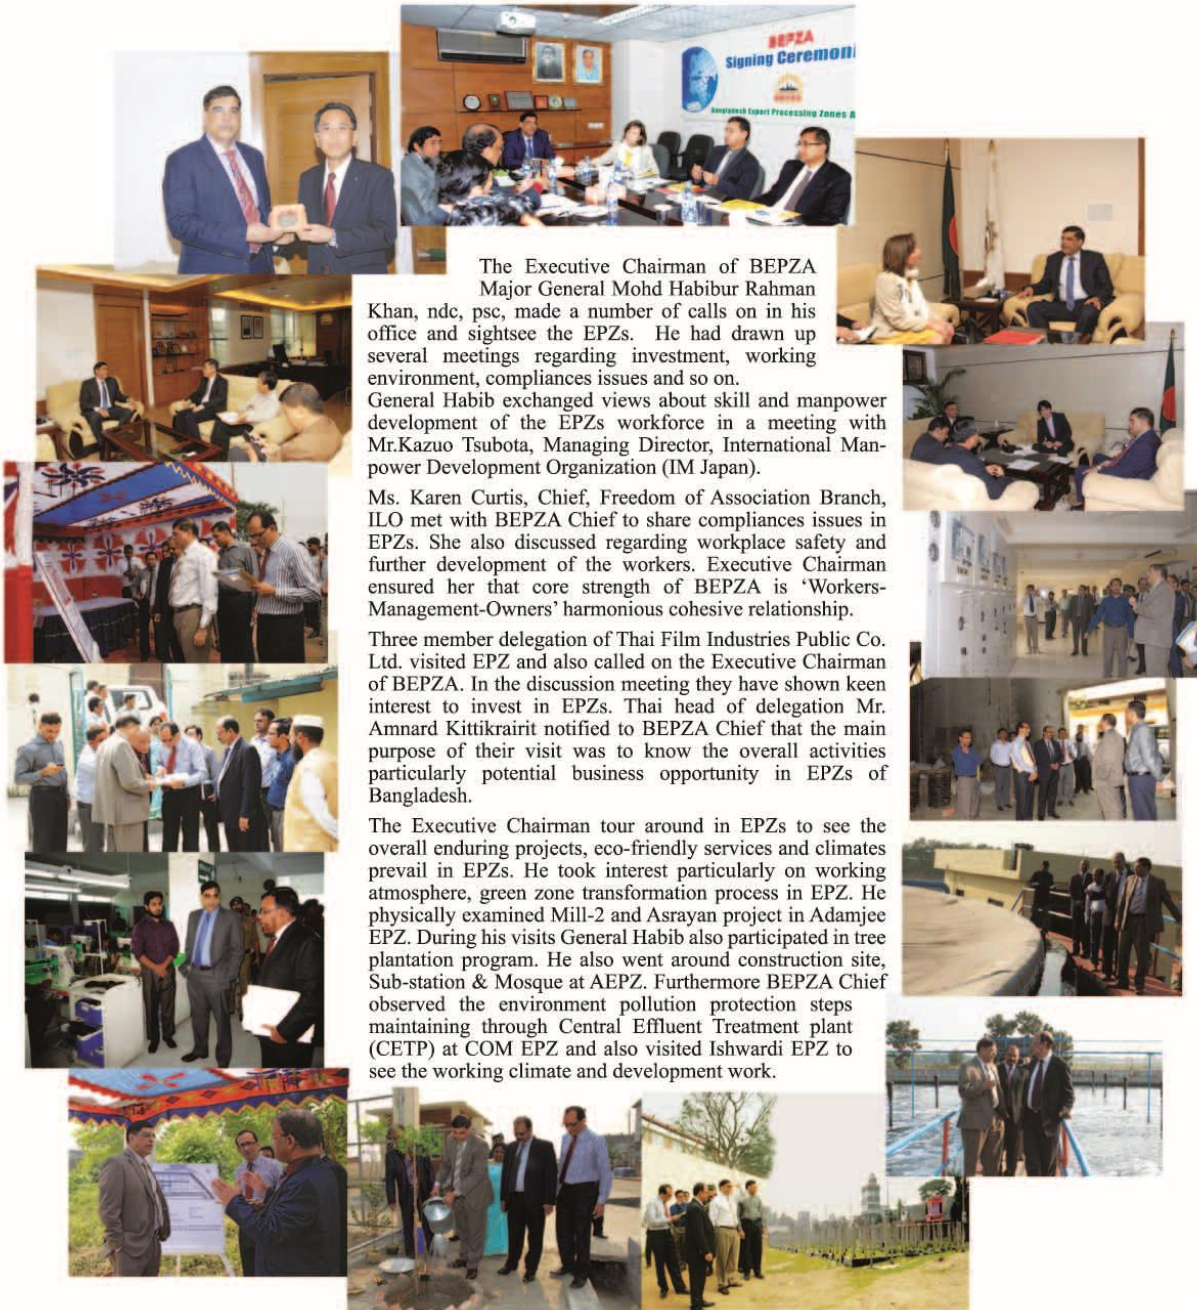 BEPZA
Signing Ceremoni
Bangladesh Export Processing Zones A
The Executive Chairman of BEPZA
Major General Mohd Habibur Rahman
Khan, ndc, psc, made a number of calls on in his
office and sightsee the EPZs. He had drawn up
several meetings regarding investment, working
environment, compliances issues and so on.
General Habib exchanged views about skill and manpower
development of the EPZs workforce in a meeting with
Mr.Kazuo Tsubota, Managing Director, International Man-
power Development Organization (IM Japan).
Ms. Karen Curtis, Chief, Freedom of Association Branch,
ILO met with BEPZA Chief to share compliances issues in
EPZs. She also discussed regarding workplace safety and
further development of the workers. Executive Chairman
ensured her that core strength of BEPZA is ‘Workers-
Management-Owners’ harmonious cohesive relationship.
Three member delegation of Thai Film Industries Public Co.
Ltd. visited EPZ and also called on the Executive Chairman
of BEPZA. In the discussion meeting they have shown keen
interest to invest in EPZs. Thai head of delegation Mr.
Amnard Kittikrairit notified to BEPZA Chief that the main
purpose of their visit was to know the overall activities
particularly potential business opportunity in EPZs of
Bangladesh.
The Executive Chairman tour around in EPZs to see the
overall enduring projects, eco-friendly services and climates
prevail in EPZs. He took interest particularly on working
atmosphere, green zone transformation process in EPZ. He
physically examined Mill-2 and Asrayan project in Adamjee
EPZ. During his visits General Habib also participated in tree
plantation program. He also went around construction site,
Sub-station & Mosque at AEPZ. Furthermore BEPZA Chief
observed the environment pollution protection steps
maintaining through Central Effluent Treatment plant
(CETP) at COM EPZ and also visited Ishwardi EPZ to
see the working climate and development work.